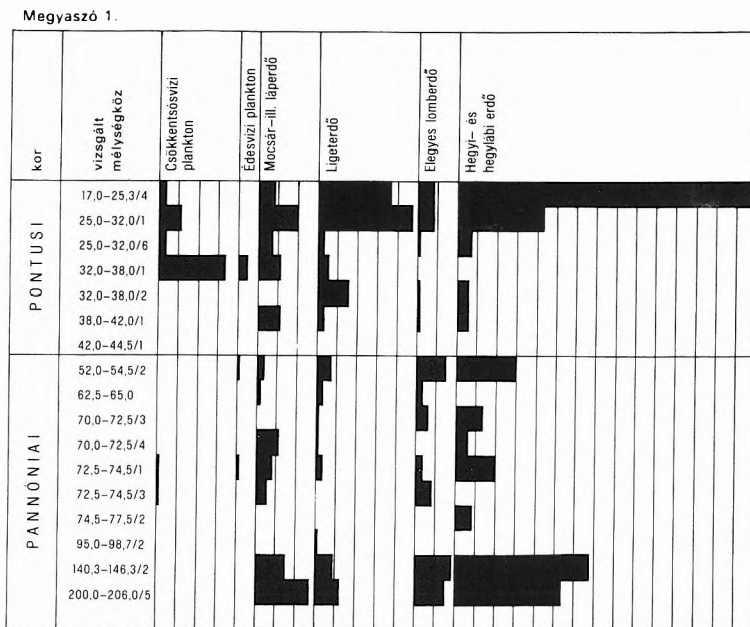 Megyaszó 1.
kor
vizsgált
mélységköz
Csökkentsósvizi
plankton
Édesvizi plankton
Mocsár-ill. láperdő
Ligeterdő
Elegyes lomberdő
Hegyi- és
hegylábi erdő
PONTUSI
17,0-25,3/4
25,0-32,0/1
25,0-32,0/6
32,0-38,0/1
32,0-38,0/2
38,0-42,0/1
42,0-44,5/1
PANNÓNIAI
52,0-54,5/2
62,5-65,0
70,0-72,5/3
70,0-72,5/4
72,5-74,5/1
72,5-74,5/3
74,5-77,5/2
95,0-98,7/2
140,3-146,3/2
200,0-206,0/5